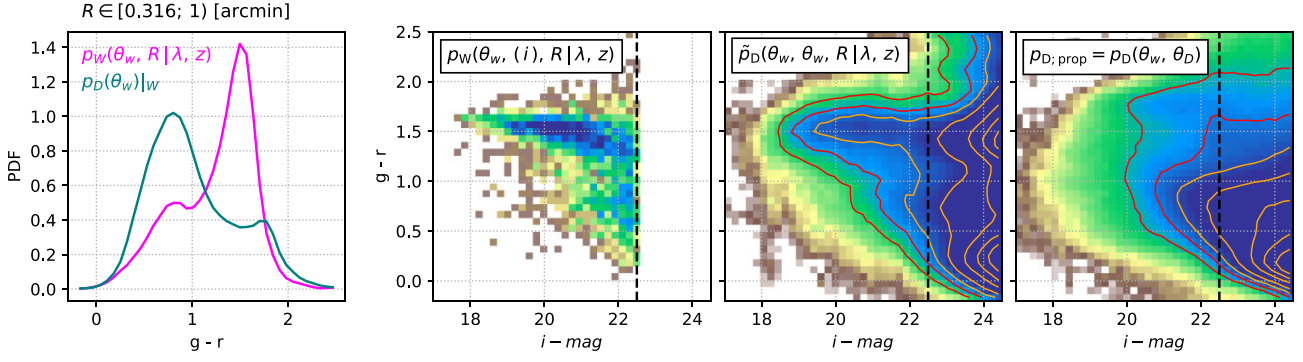 R ∈ [0.316; 1) [arcmin]
p_W(θ_w, R | λ, z)
p_D(θ_w)|_W
PDF
1.4
1.2
1.0
0.8
0.6
0.4
0.2
0.0
0
1
2
g - r
p_W(θ_w, (i), R | λ, z)
g - r
2.5
2.0
1.5
1.0
0.5
0.0
20
22
24
i − mag
p̃_D(θ_w, θ_w, R | λ, z)
18
20
22
24
i − mag
p_D; prop = p_D(θ_w, θ_D)
18
20
22
24
i − mag